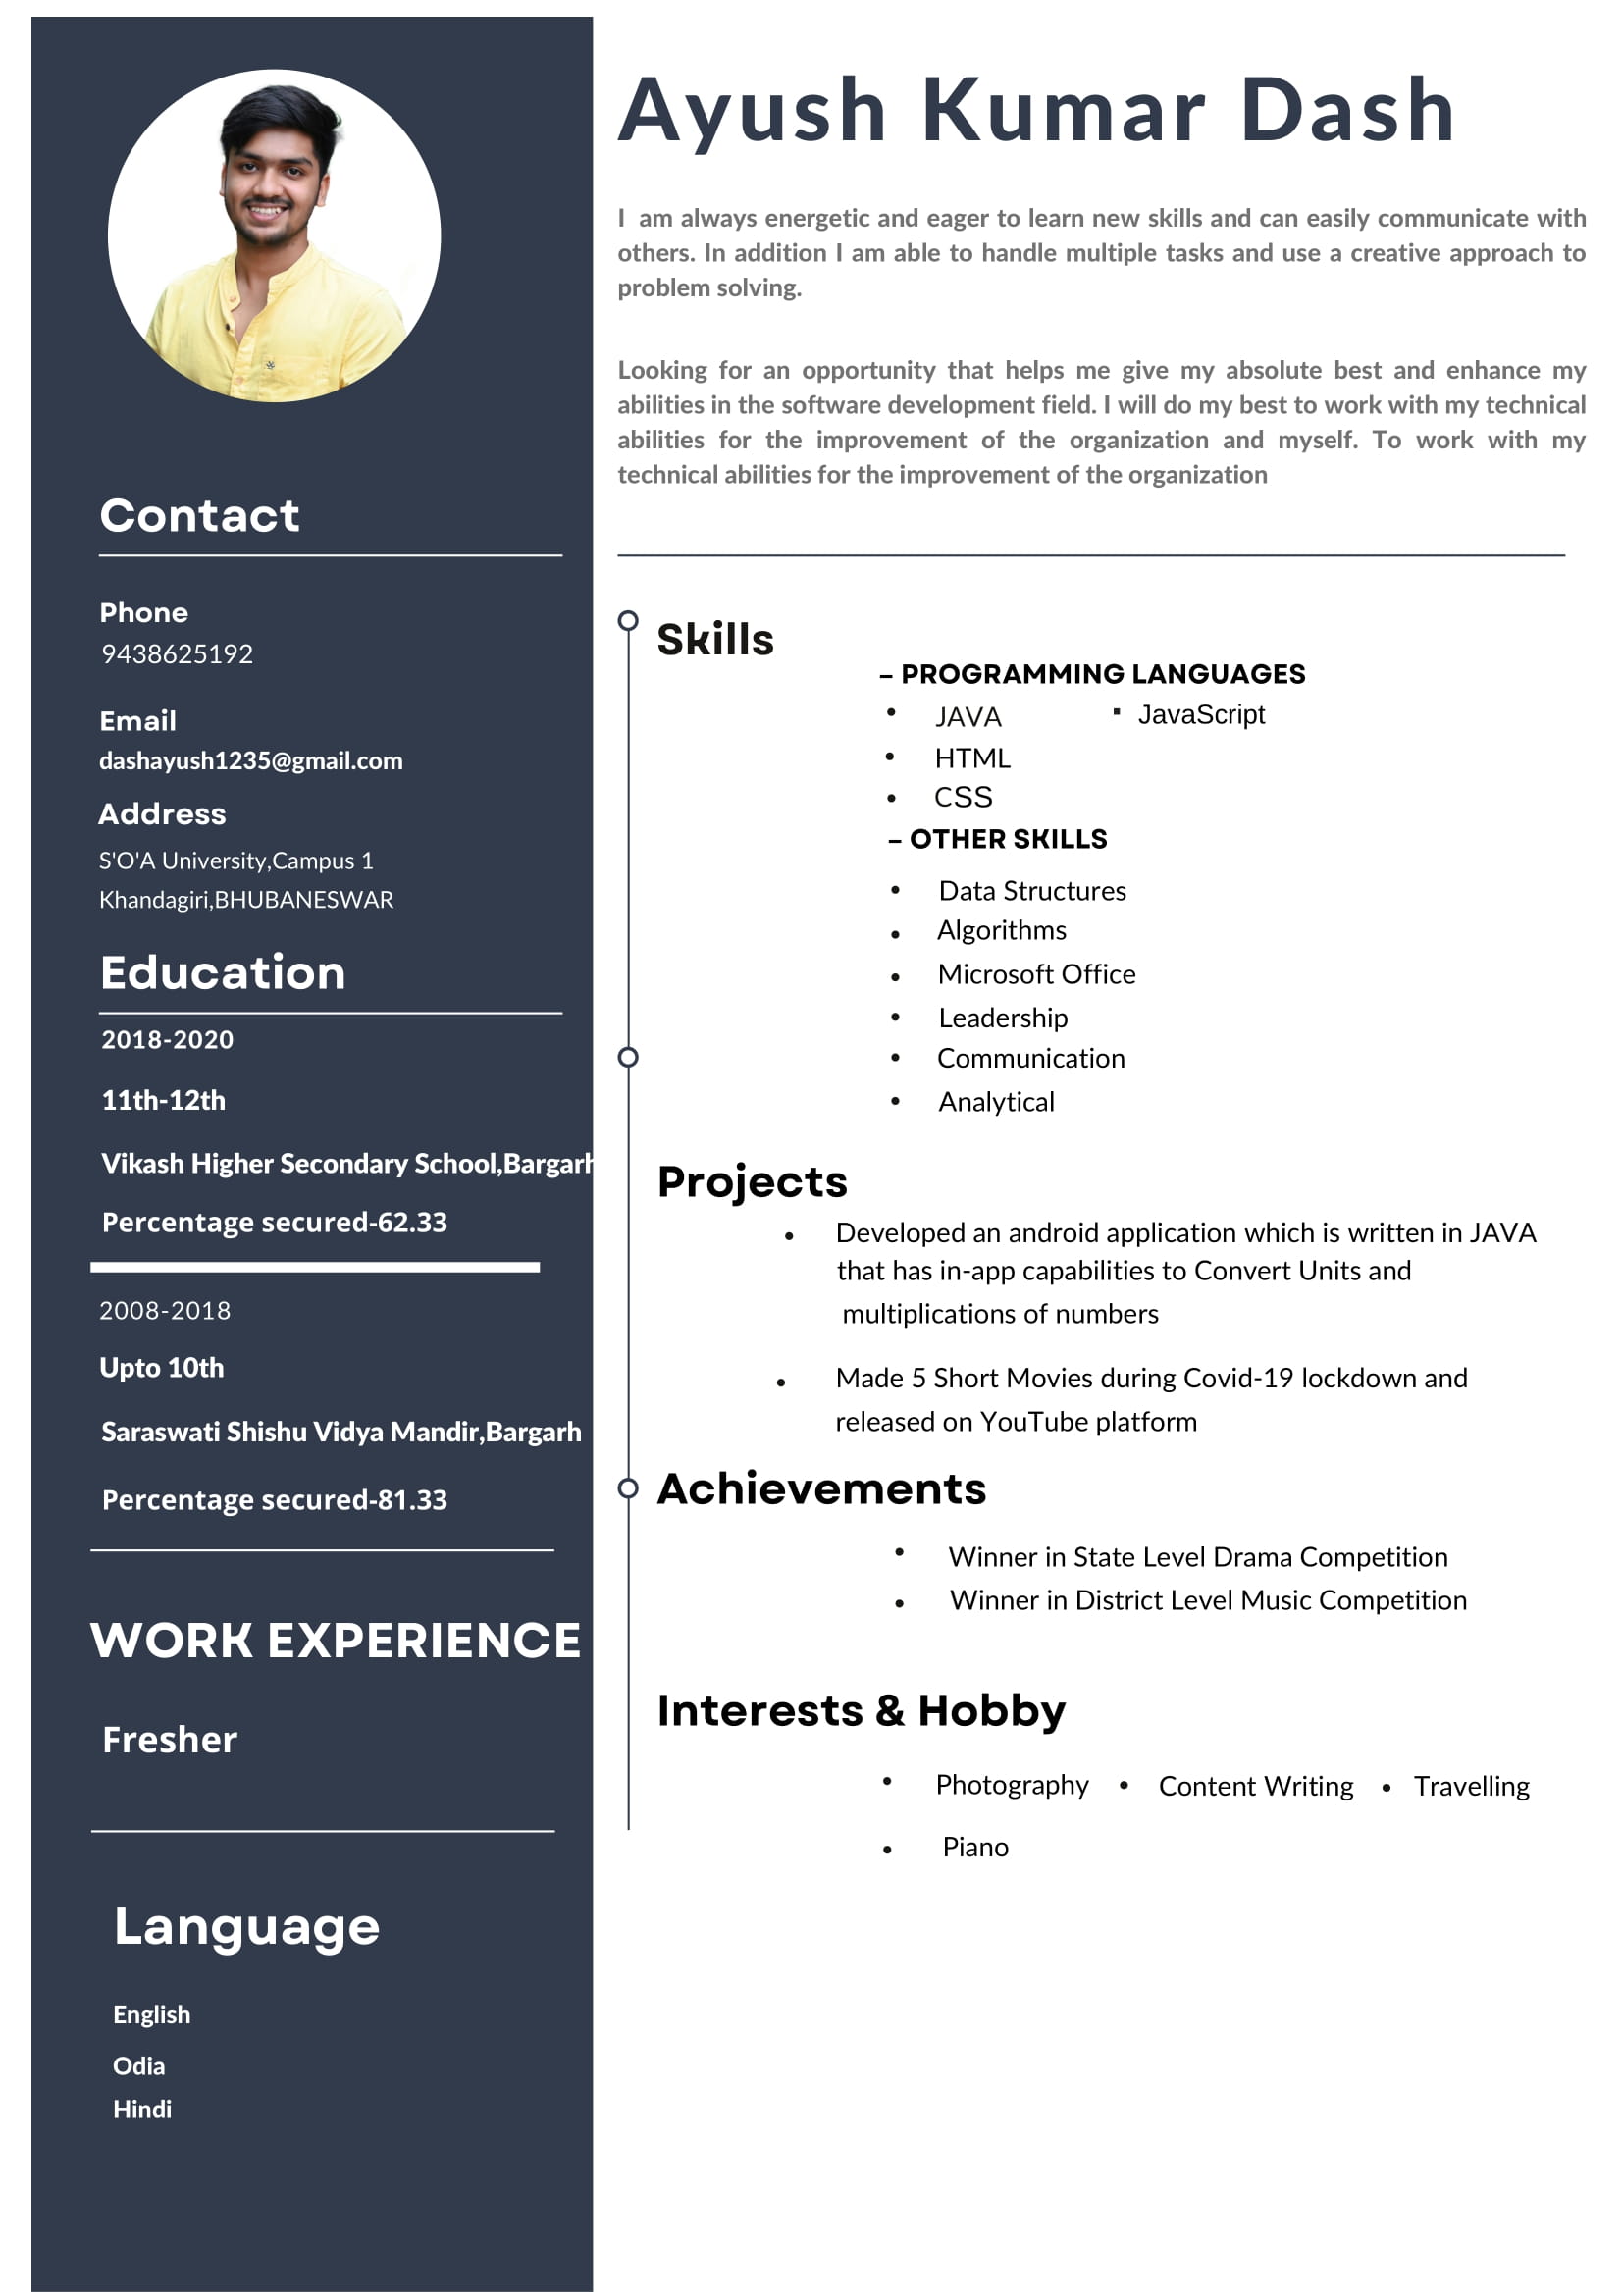 Ayush Kumar Dash
I am always energetic and eager to learn new skills and can easily communicate with
others. In addition I am able to handle multiple tasks and use a creative approach to
problem solving.
Looking for an opportunity that helps me give my absolute best and enhance my
abilities in the software development field. I will do my best to work with my technical
abilities for the improvement of the organization and myself. To work with my
technical abilities for the improvement of the organization
Contact
Phone
9438625192
Email
dashayush1235@gmail.com
Address
S'O'A University,Campus 1
Khandagiri,BHUBANESWAR
Education
2018-2020
11th-12th
Vikash Higher Secondary School,Bargarh
Percentage secured-62.33
2008-2018
Upto 10th
Saraswati Shishu Vidya Mandir,Bargarh
Percentage secured-81.33
WORK EXPERIENCE
Fresher
Language
English
Odia
Hindi
Skills
– PROGRAMMING LANGUAGES
• JAVA ▪ JavaScript
• HTML
• CSS
– OTHER SKILLS
• Data Structures
• Algorithms
• Microsoft Office
• Leadership
• Communication
• Analytical
Projects
• Developed an android application which is written in JAVA
that has in-app capabilities to Convert Units and
multiplications of numbers
• Made 5 Short Movies during Covid-19 lockdown and
released on YouTube platform
Achievements
• Winner in State Level Drama Competition
• Winner in District Level Music Competition
Interests & Hobby
• Photography • Content Writing • Travelling
• Piano